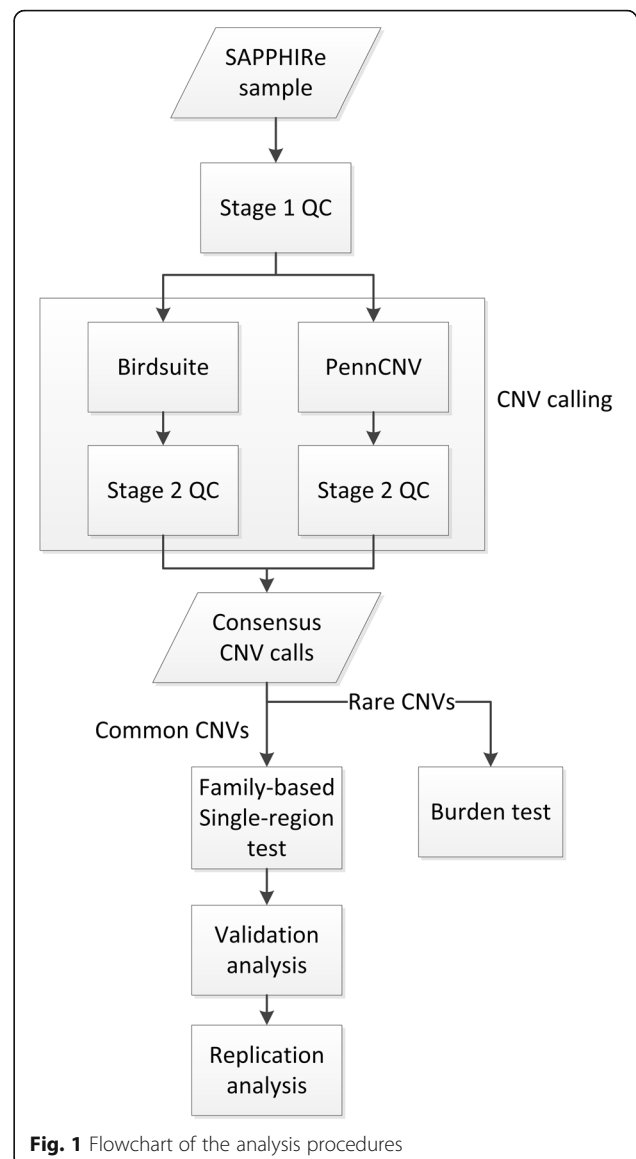 SAPPHIRe
sample
Stage 1 QC
Birdsuite
PennCNV
CNV calling
Stage 2 QC
Stage 2 QC
Consensus
CNV calls
Rare CNVs
Common CNVs
Family-based
Single-region
test
Burden test
Validation
analysis
Replication
analysis
Fig. 1 Flowchart of the analysis procedures